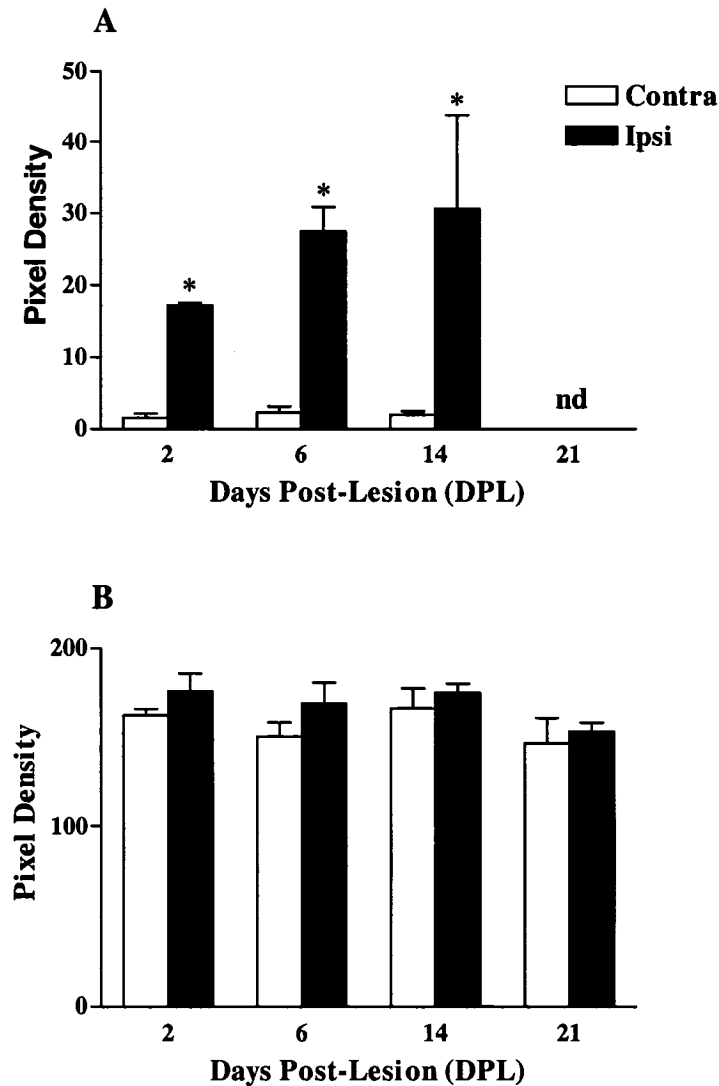 A
50
40
30
20
10
0
Pixel Density
* * *
Contra
Ipsi
nd
2 6 14 21
Days Post-Lesion (DPL)
B
200
100
0
Pixel Density
2 6 14 21
Days Post-Lesion (DPL)